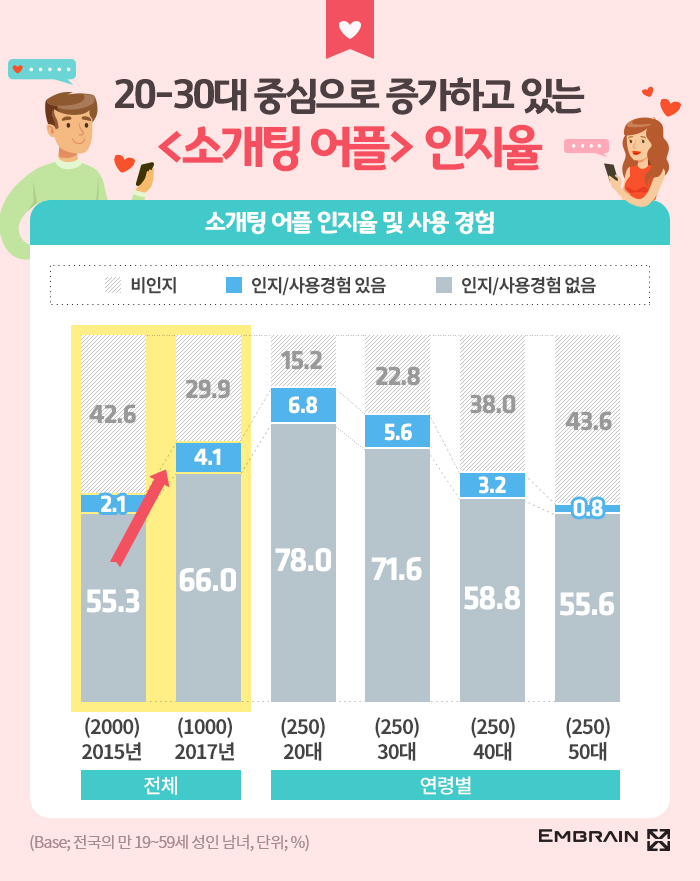 20-30대 중심으로 증가하고 있는
<소개팅 어플> 인지율
소개팅 어플 인지율 및 사용 경험
비인지 인지/사용경험 있음 인지/사용경험 없음
42.6 29.9 15.2 22.8 38.0 43.6
2.1 4.1 6.8 5.6 3.2 0.8
55.3 66.0 78.0 71.6 58.8 55.6
(2000) (1000) (250) (250) (250) (250)
2015년 2017년 20대 30대 40대 50대
전체 연령별
(Base; 전국의 만 19~59세 성인 남녀, 단위; %)
EMBRAIN